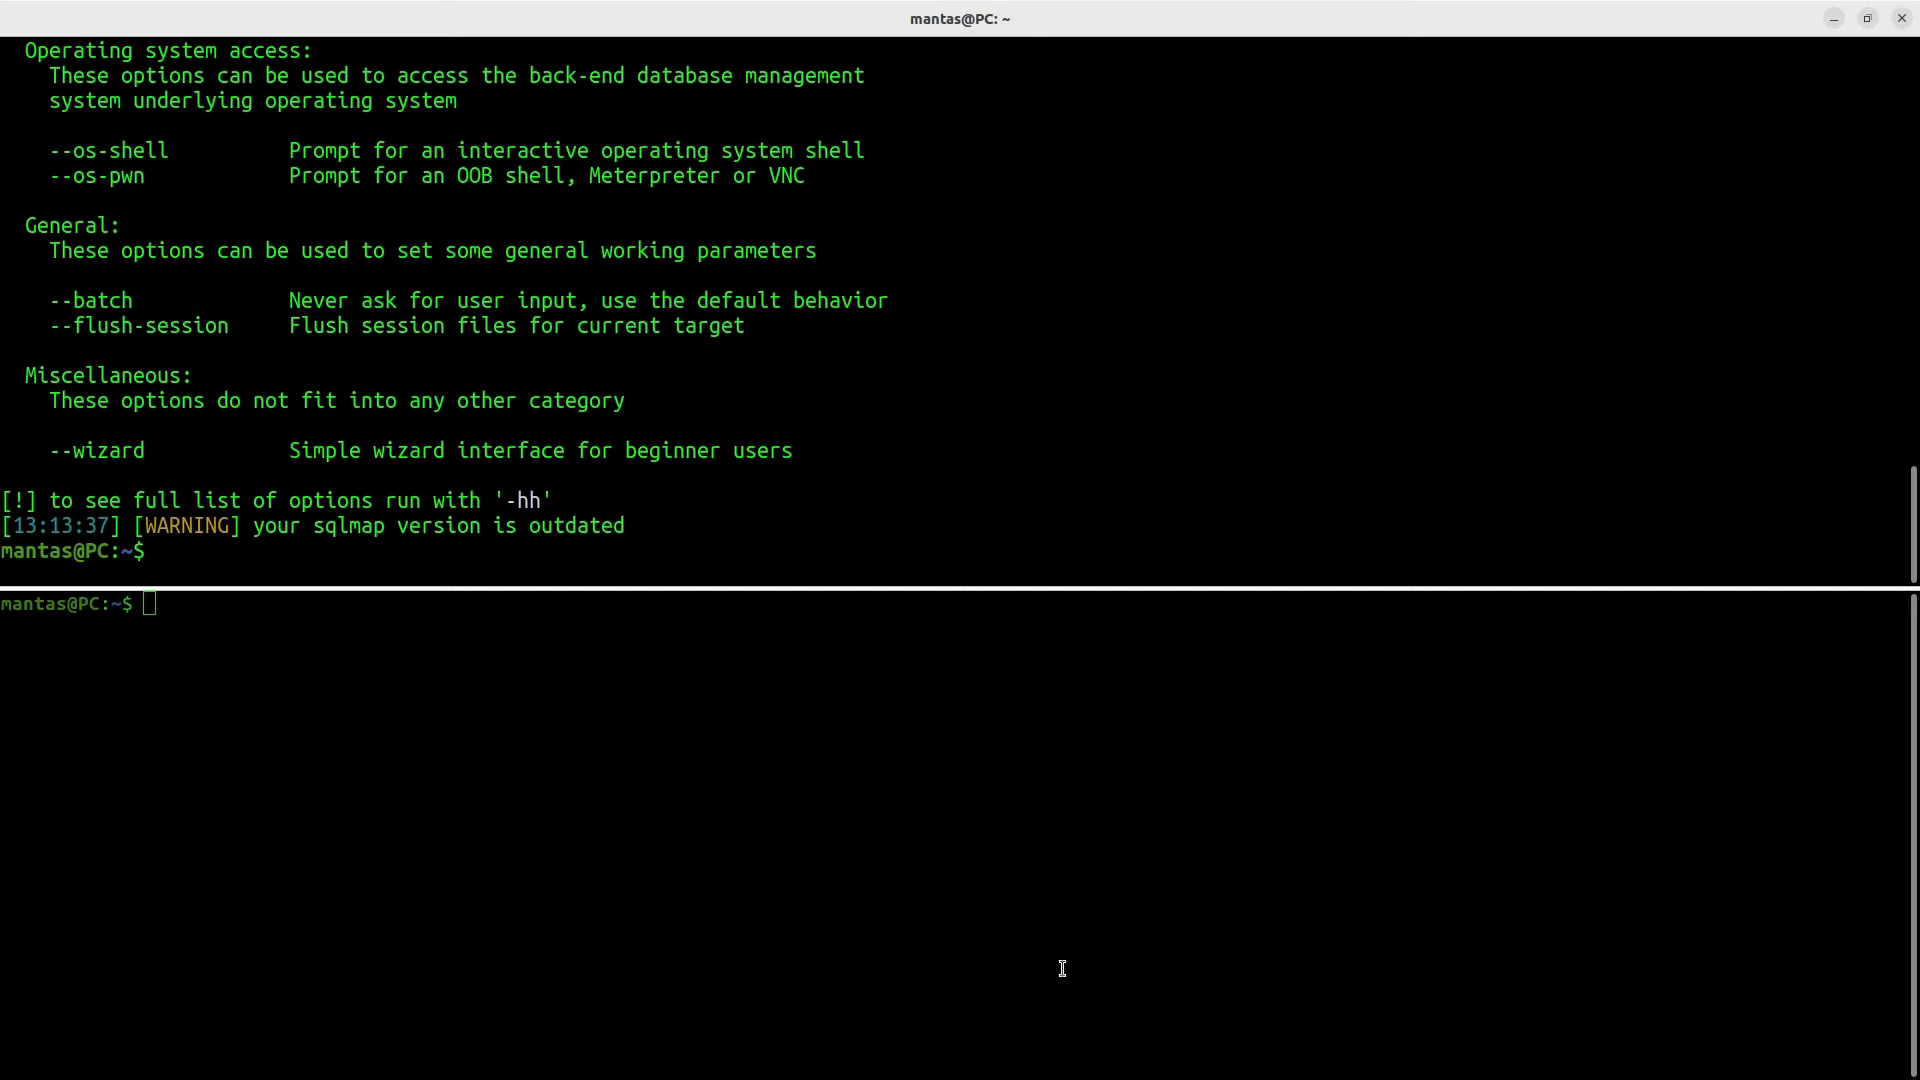 mantas@PC: ~
Operating system access:
These options can be used to access the back-end database management
system underlying operating system
--os-shell Prompt for an interactive operating system shell
--os-pwn Prompt for an OOB shell, Meterpreter or VNC
General:
These options can be used to set some general working parameters
--batch Never ask for user input, use the default behavior
--flush-session Flush session files for current target
Miscellaneous:
These options do not fit into any other category
--wizard Simple wizard interface for beginner users
[!] to see full list of options run with '-hh'
[13:13:37] [WARNING] your sqlmap version is outdated
mantas@PC:~$
mantas@PC:~$